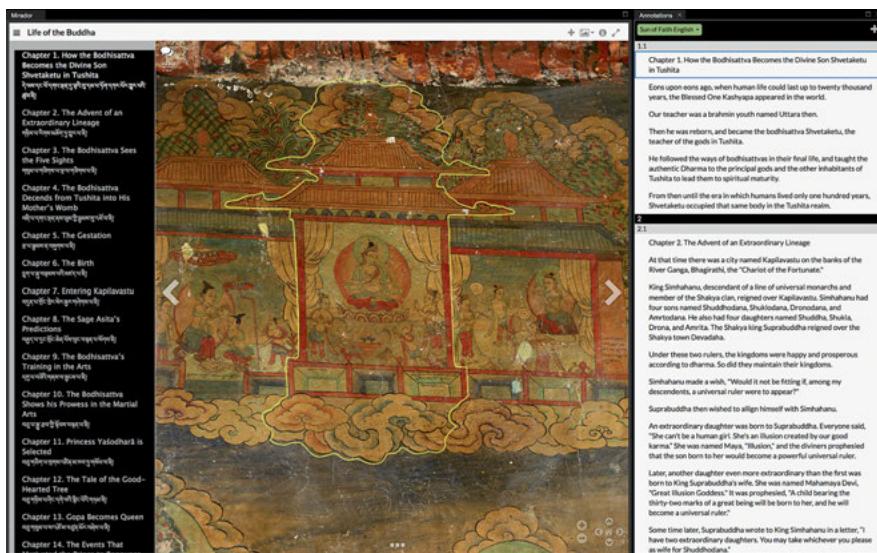 Mirador
Life of the Buddha
Chapter 1. How the Bodhisattva
Becomes the Divine Son
Shvetaketu in Tushita
Chapter 2. The Advent of an
Extraordinary Lineage
Chapter 3. The Bodhisattva Sees
the Five Sights
Chapter 4. The Bodhisattva
Decends from Tushita into His
Mother's Womb
Chapter 5. The Gestation
Chapter 6. The Birth
Chapter 7. Entering Kapilavastu
Chapter 8. The Sage Asita's
Predictions
Chapter 9. The Bodhisattva's
Training in the Arts
Chapter 10. The Bodhisattva
Shows his Prowess in the Martial
Arts
Chapter 11. Princess Yaśodharā is
Selected
Chapter 12. The Tale of the Good-
Hearted Tree
Chapter 13. Gopa Becomes Queen
Chapter 14. The Events That
Annotations
Sun of Faith English
1.1
Chapter 1. How the Bodhisattva Becomes the Divine Son Shvetaketu
in Tushita
Eons upon eons ago, when human life could last up to twenty thousand
years, the Blessed One Kashyapa appeared in the world.
Our teacher was a brahmin youth named Uttara then.
Then he was reborn, and became the bodhisattva Shvetaketu, the
teacher of the gods in Tushita.
He followed the ways of bodhisattvas in their final life, and taught the
authentic Dharma to the principal gods and the other inhabitants of
Tushita to lead them to spiritual maturity.
From then until the era in which humans lived only one hundred years,
Shvetaketu occupied that same body in the Tushita realm.
2
2.1
Chapter 2. The Advent of an Extraordinary Lineage
At that time there was a city named Kapilavastu on the banks of the
River Ganga, Bhagirathi, the "Chariot of the Fortunate."
King Simhahanu, descendant of a line of universal monarchs and
member of the Shakya clan, reigned over Kapilavastu. Simhahanu had
four sons named Shuddhodana, Shuklodana, Dronodana, and
Amrtodana. He also had four daughters named Shuddha, Shukla,
Drona, and Amrita. The Shakya king Suprabuddha reigned over the
Shakya town Devadaha.
Under these two rulers, the kingdoms were happy and prosperous
according to dharma. So did they maintain their kingdoms.
Simhahanu made a wish, "Would it not be fitting if, among my
descendents, a universal ruler were to appear?"
Suprabuddha then wished to allign himself with Simhahanu.
An extraordinary daughter was born to Suprabuddha. Everyone said,
"She can't be a human girl. She's an illusion created by our good
karma." She was named Maya, "Illusion," and the diviners prophesied
that the son born to her would become a powerful universal ruler.
Later, another daughter even more extraordinary than the first was
born to King Suprabuddha's wife. She was named Mahamaya Devi,
"Great Illusion Goddess." It was prophesied, "A child bearing the
thirty-two marks of a great being will be born to her, and he will
become a universal ruler."
Some time later, Suprabuddha wrote to King Simhahanu in a letter, "I
have two extraordinary daughters. You may take whichever you please
as wife for Shuddhodana."